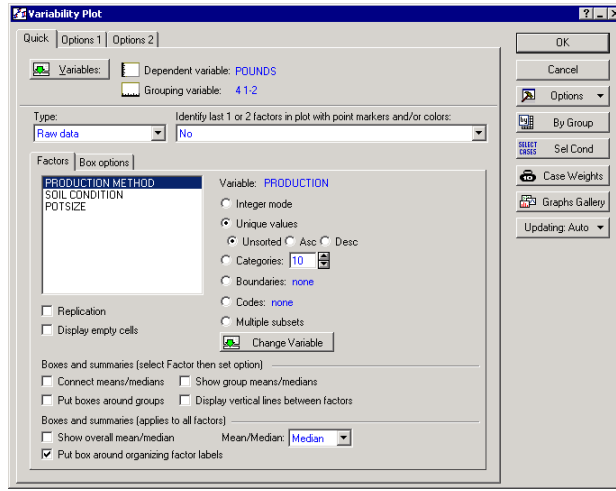 Variability Plot
Quick Options 1 Options 2
OK
Variables: Dependent variable: POUNDS
Cancel
Grouping variable: 4 1-2
Options
Type: Identify last 1 or 2 factors in plot with point markers and/or colors:
By Group
Raw data No
SELECT CASES Sel Cond
Factors Box options
Case Weights
PRODUCTION METHOD Variable: PRODUCTION
SOIL CONDITION
POTSIZE Integer mode
Graphs Gallery
Unique values
Updating: Auto
Unsorted Asc Desc
Categories: 10
Boundaries: none
Codes: none
Replication
Multiple subsets
Display empty cells
Change Variable
Boxes and summaries (select Factor then set option)
Connect means/medians Show group means/medians
Put boxes around groups Display vertical lines between factors
Boxes and summaries (applies to all factors)
Show overall mean/median Mean/Median: Median
Put box around organizing factor labels